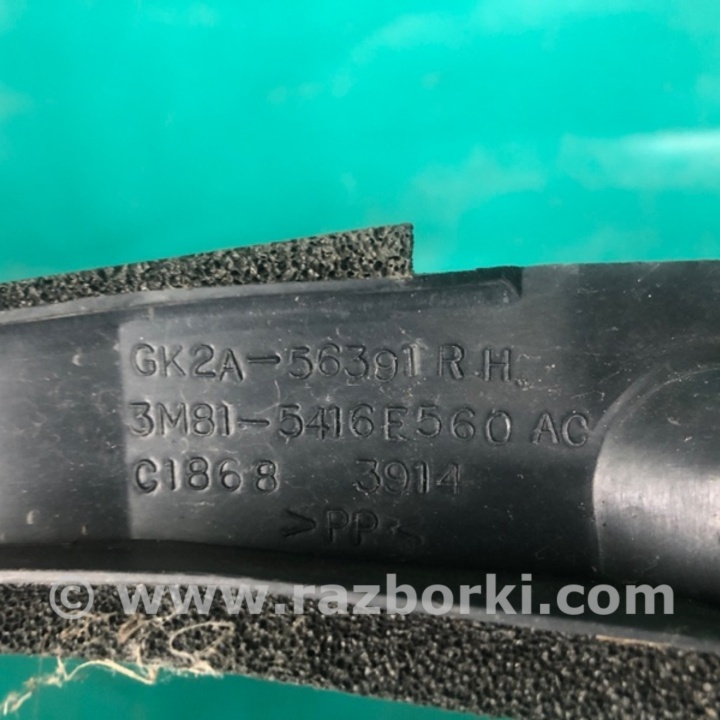 GK2A-56391 R.H.
3M81-5416E560 AC
C1868 3914
>PP<
© www.razborki.com